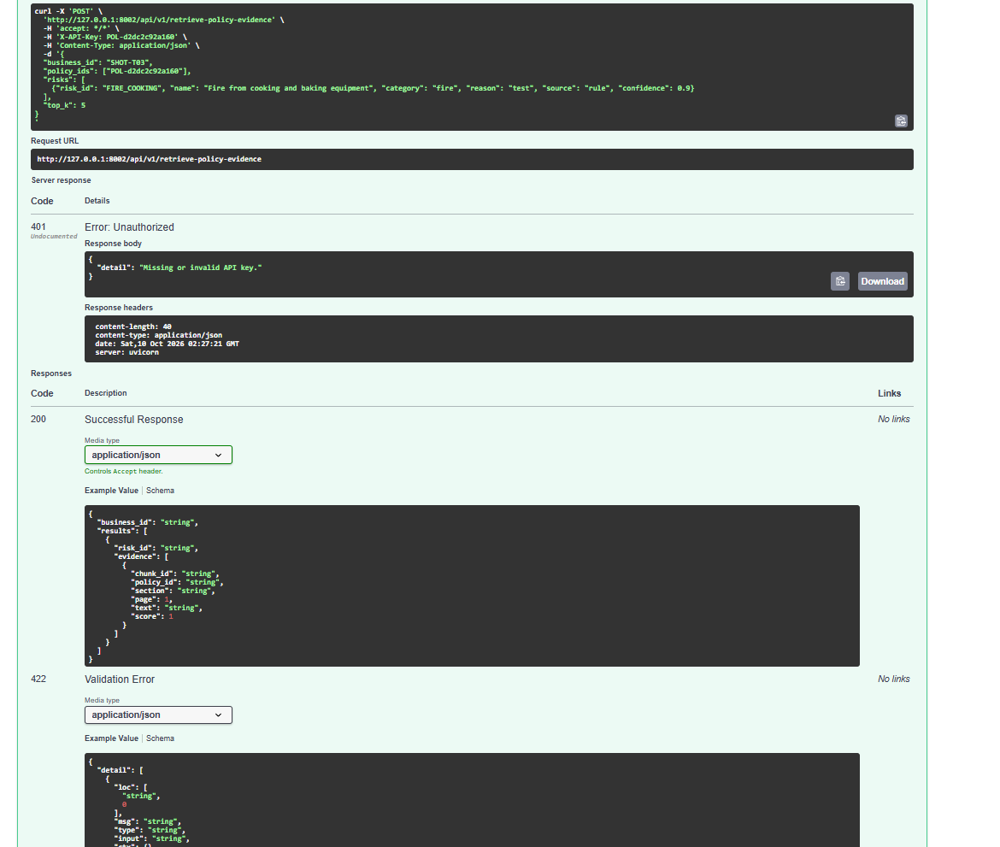 curl -X 'POST' \
'http://127.0.0.1:8002/api/v1/retrieve-policy-evidence' \
-H 'accept: */*' \
-H 'X-API-Key: POL-d2dc2c92a160' \
-H 'Content-Type: application/json' \
-d '{
"business_id": "SHOT-T03",
"policy_ids": ["POL-d2dc2c92a160"],
"risks": [
{"risk_id": "FIRE_COOKING", "name": "Fire from cooking and baking equipment", "category": "fire", "reason": "test", "source": "rule", "confidence": 0.9}
],
"top_k": 5
}
'
Request URL
http://127.0.0.1:8002/api/v1/retrieve-policy-evidence
Server response
Code Details
401 Error: Unauthorized
Undocumented
Response body
{
"detail": "Missing or invalid API key."
}
Download
Response headers
content-length: 40
content-type: application/json
date: Sat,10 Oct 2026 02:27:21 GMT
server: uvicorn
Responses
Code Description Links
200 Successful Response No links
Media type
application/json
Controls Accept header.
Example Value Schema
{
"business_id": "string",
"results": [
{
"risk_id": "string",
"evidence": [
{
"chunk_id": "string",
"policy_id": "string",
"section": "string",
"page": 1,
"text": "string",
"score": 1
}
]
}
]
}
422 Validation Error No links
Media type
application/json
Example Value Schema
{
"detail": [
{
"loc": [
"string",
0
],
"msg": "string",
"type": "string",
"input": "string",
"ctx": {}